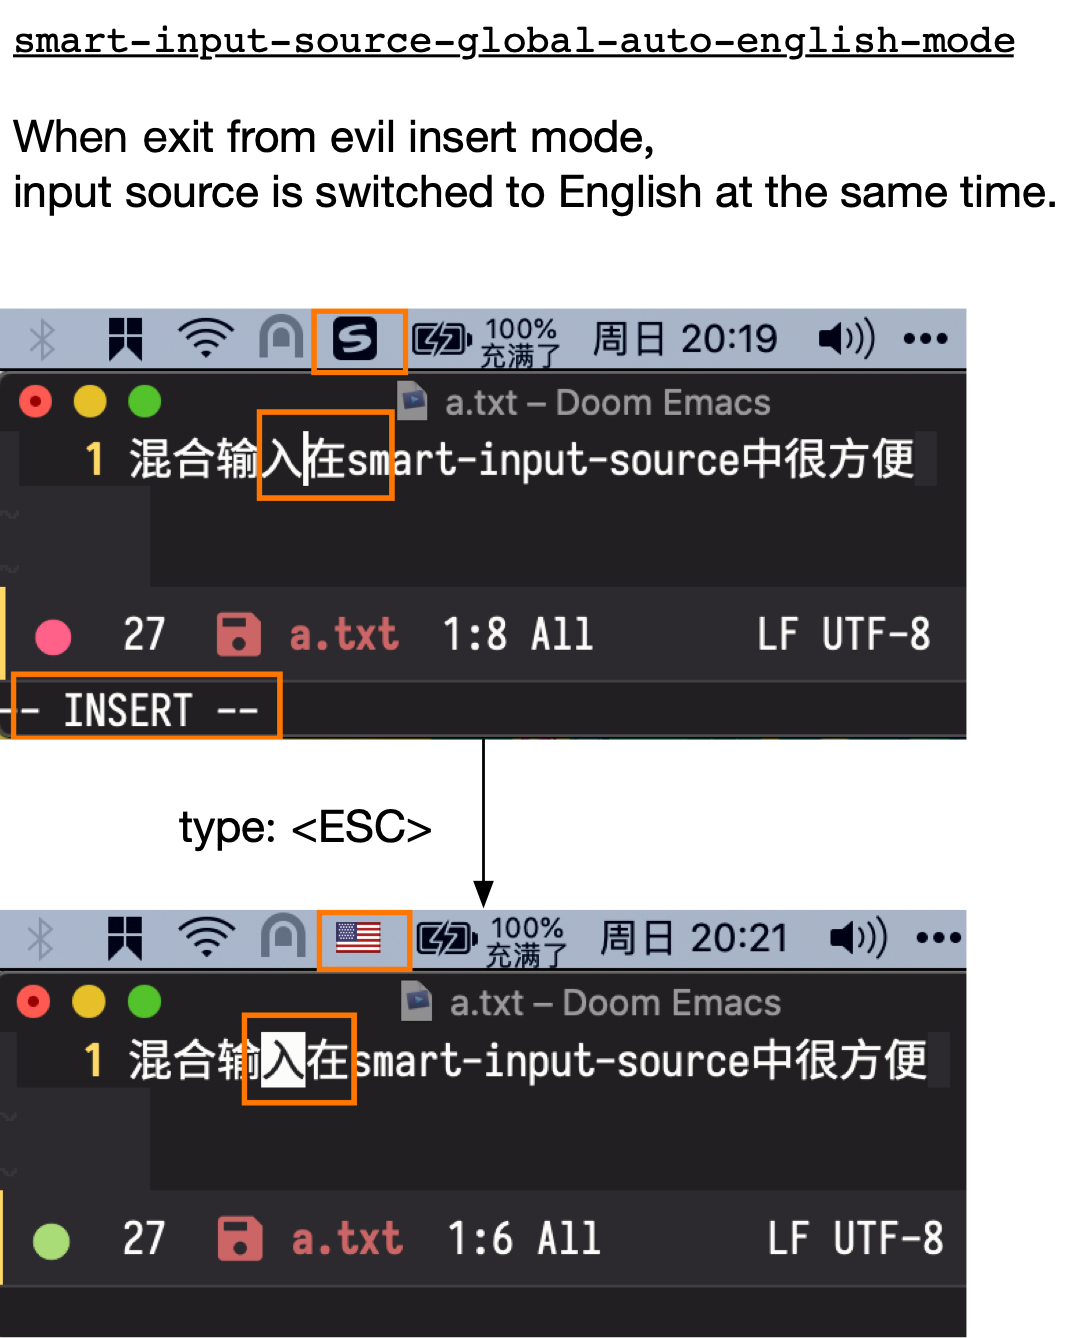 smart-input-source-global-auto-english-mode
When exit from evil insert mode,
input source is switched to English at the same time.
100% 充满了 周日 20:19
a.txt – Doom Emacs
1 混合输入在smart-input-source中很方便
27 a.txt 1:8 All LF UTF-8
-- INSERT --
type: <ESC>
100% 充满了 周日 20:21
a.txt – Doom Emacs
1 混合输入在smart-input-source中很方便
27 a.txt 1:6 All LF UTF-8